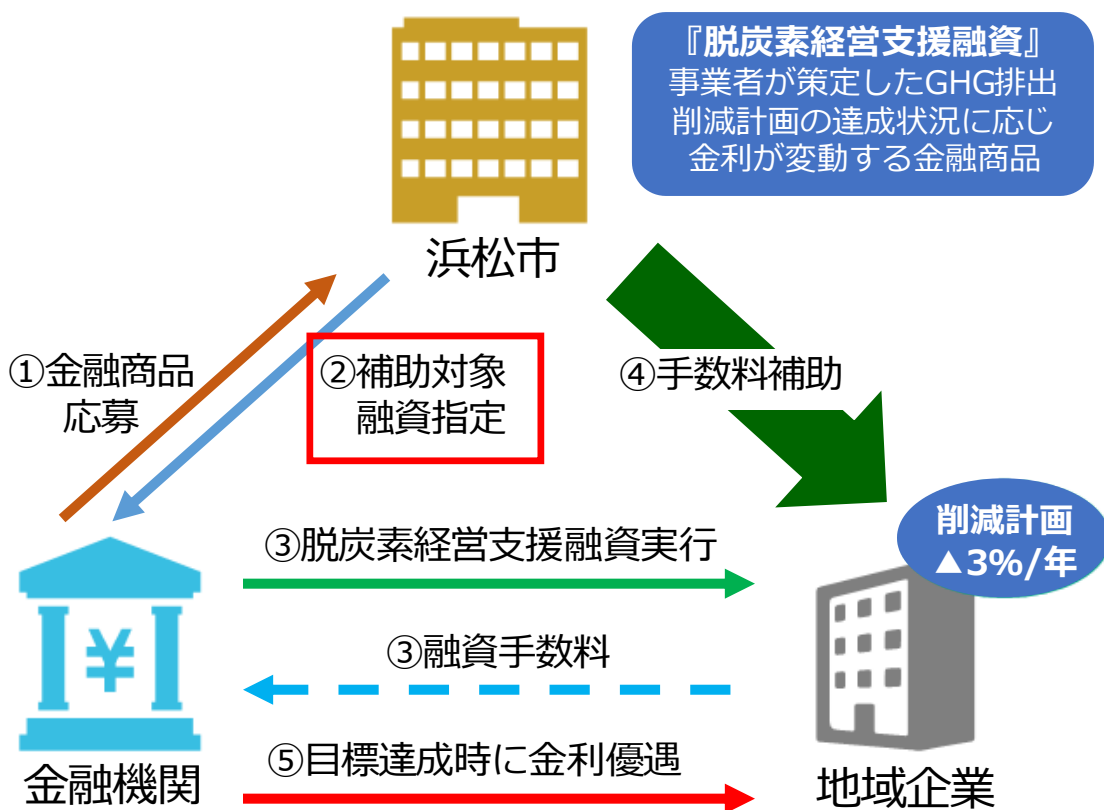 『脱炭素経営支援融資』
事業者が策定したGHG排出
削減計画の達成状況に応じ
金利が変動する金融商品
浜松市
①金融商品
応募
②補助対象
融資指定
④手数料補助
③脱炭素経営支援融資実行
削減計画
▲3%/年
¥
③融資手数料
⑤目標達成時に金利優遇
金融機関
地域企業